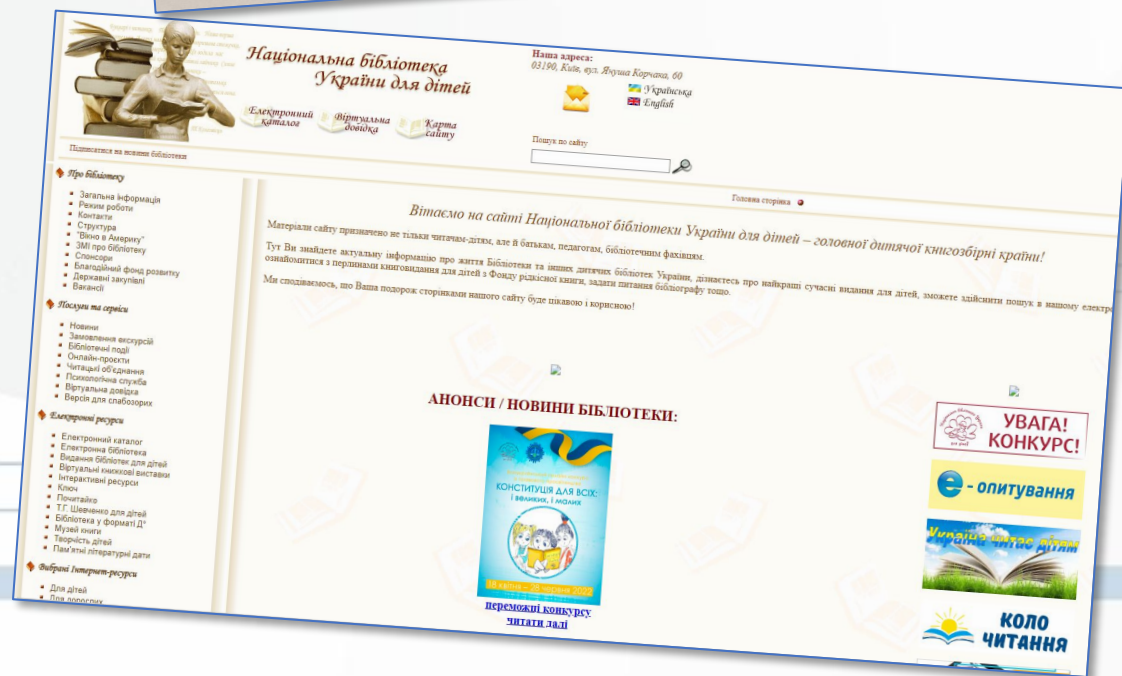 Національна бібліотека
України для дітей
Електронний каталог
Віртуальна довідка
Карта сайту
Наша адреса:
03190, Київ, вул. Януша Корчака, 60
Українська
English
Пошук по сайту
Підписатися на новини бібліотеки
Головна сторінка
Про бібліотеку
Загальна інформація
Режим роботи
Контакти
Структура
"Вікно в Америку"
ЗМІ про бібліотеку
Спонсори
Благодійний фонд розвитку
Державні закупівлі
Вакансії
Послуги та сервіси
Новини
Замовлення екскурсій
Бібліотечні події
Онлайн-проєкти
Читацькі об'єднання
Психологічна служба
Віртуальна довідка
Версія для слабозорих
Електронні ресурси
Електронний каталог
Електронна бібліотека
Видання бібліотек для дітей
Віртуальні книжкові виставки
Інтерактивні ресурси
Ключ
Почитайко
Т.Г. Шевченко для дітей
Бібліотека у форматі Д°
Музей книги
Творчість дітей
Пам'ятні літературні дати
Вибрані Інтернет-ресурси
Для дітей
Для дорослих
Вітаємо на сайті Національної бібліотеки України для дітей – головної дитячої книгозбірні країни!
Матеріали сайту призначено не тільки читачам-дітям, але й батькам, педагогам, бібліотечним фахівцям.
Тут Ви знайдете актуальну інформацію про життя Бібліотеки та інших дитячих бібліотек України, дізнаєтесь про найкращі сучасні видання для дітей, зможете здійснити пошук в нашому електро
ознайомитися з перлинами книговидання для дітей з Фонду рідкісної книги, задати питання бібліографу тощо.
Ми сподіваємось, що Ваша подорож сторінками нашого сайту буде цікавою і корисною!
АНОНСИ / НОВИНИ БІБЛІОТЕКИ:
КОНСТИТУЦІЯ ДЛЯ ВСІХ:
і великих, і малих
18 квітня – 28 червня 2022
переможці конкурсу
читати далі
УВАГА!
КОНКУРС!
e - опитування
Україна читає дітям
КОЛО
ЧИТАННЯ